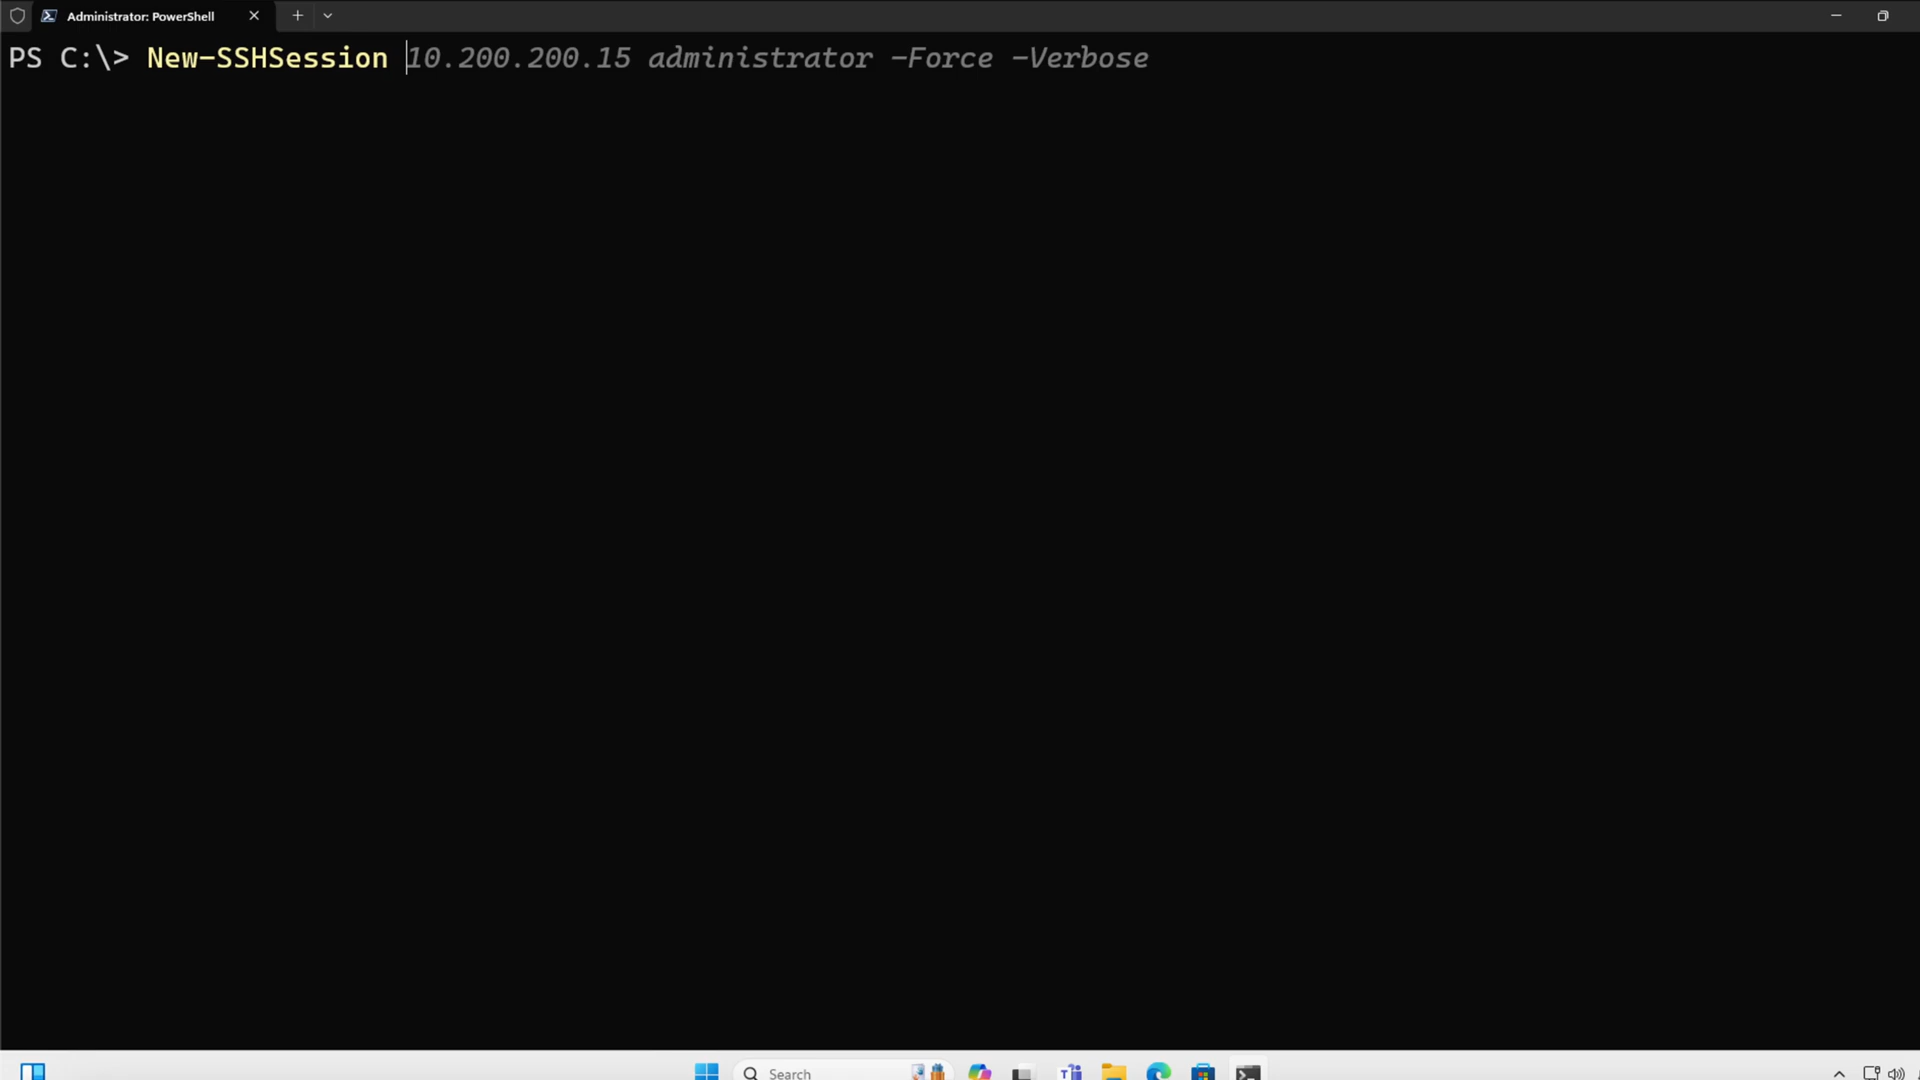 Administrator: PowerShell
PS C:\> New-SSHSession 10.200.200.15 administrator -Force -Verbose
Search